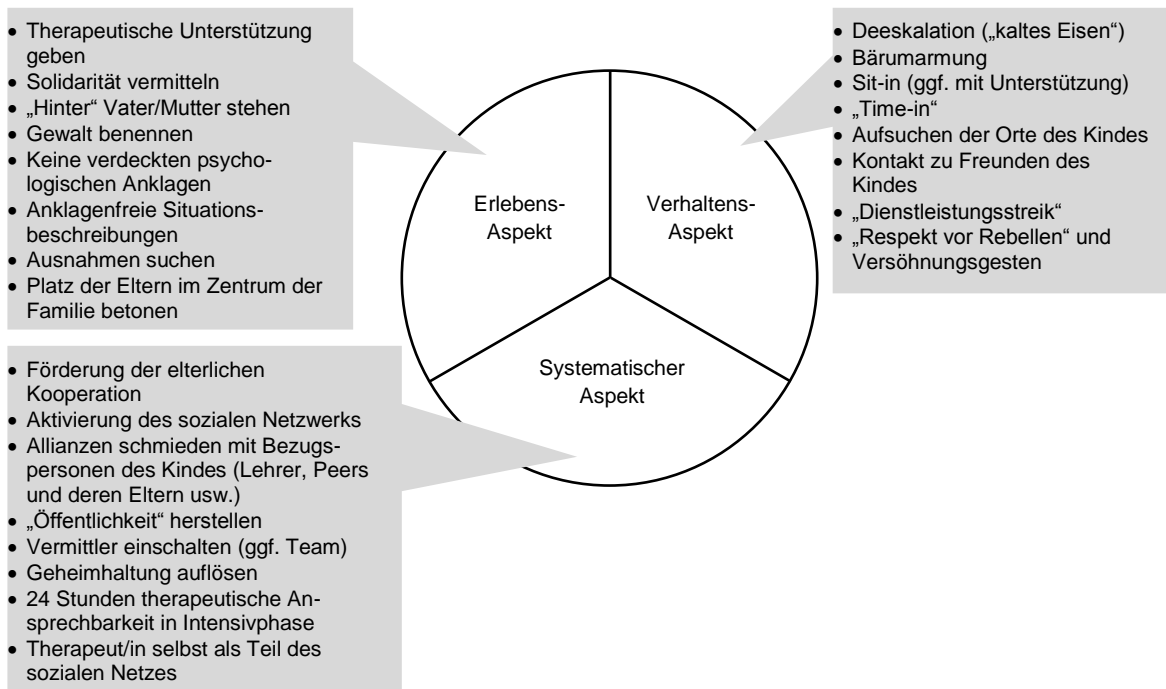 • Therapeutische Unterstützung
geben
• Solidarität vermitteln
• „Hinter“ Vater/Mutter stehen
• Gewalt benennen
• Keine verdeckten psycho-
logischen Anklagen
• Anklagenfreie Situations-
beschreibungen
• Ausnahmen suchen
• Platz der Eltern im Zentrum der
Familie betonen
• Deeskalation („kaltes Eisen“)
• Bärumarmung
• Sit-in (ggf. mit Unterstützung)
• „Time-in“
• Aufsuchen der Orte des Kindes
• Kontakt zu Freunden des
Kindes
• „Dienstleistungsstreik“
• „Respekt vor Rebellen“ und
Versöhnungsgesten
Erlebens-
Aspekt
Verhaltens-
Aspekt
Systematischer
Aspekt
• Förderung der elterlichen
Kooperation
• Aktivierung des sozialen Netzwerks
• Allianzen schmieden mit Bezugs-
personen des Kindes (Lehrer, Peers
und deren Eltern usw.)
• „Öffentlichkeit“ herstellen
• Vermittler einschalten (ggf. Team)
• Geheimhaltung auflösen
• 24 Stunden therapeutische An-
sprechbarkeit in Intensivphase
• Therapeut/in selbst als Teil des
sozialen Netzes